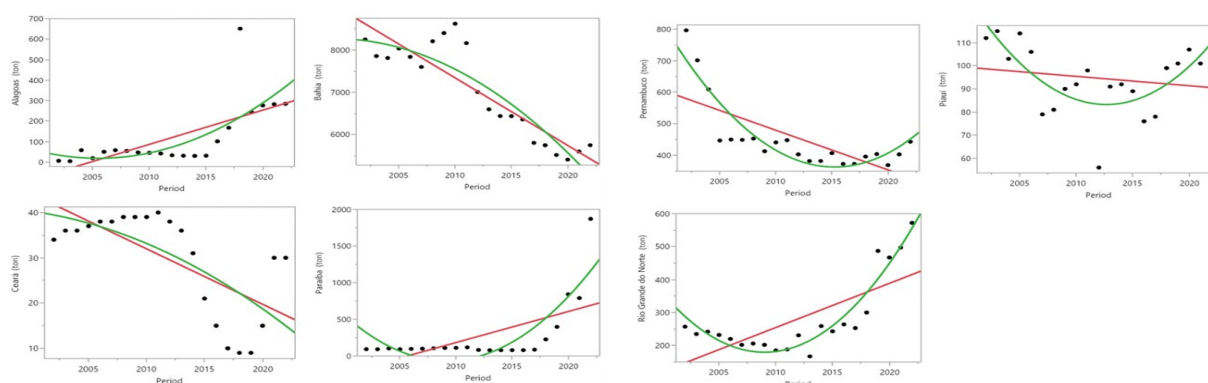 700
600
500
400
300
200
100
0
Alagoas (ton)
2005 2010 2015 2020
Period
8000
7000
6000
Bahia (ton)
2005 2010 2015 2020
Period
800
700
600
500
400
Pernambuco (ton)
2005 2010 2015 2020
Period
110
100
90
80
70
60
Piauí (ton)
2005 2010 2015 2020
Period
40
30
20
10
Ceará (ton)
2005 2010 2015 2020
Period
2000
1500
1000
500
0
Paraíba (ton)
2005 2010 2015 2020
Period
600
500
400
300
200
Rio Grande do Norte (ton)
2005 2010 2015 2020
Period